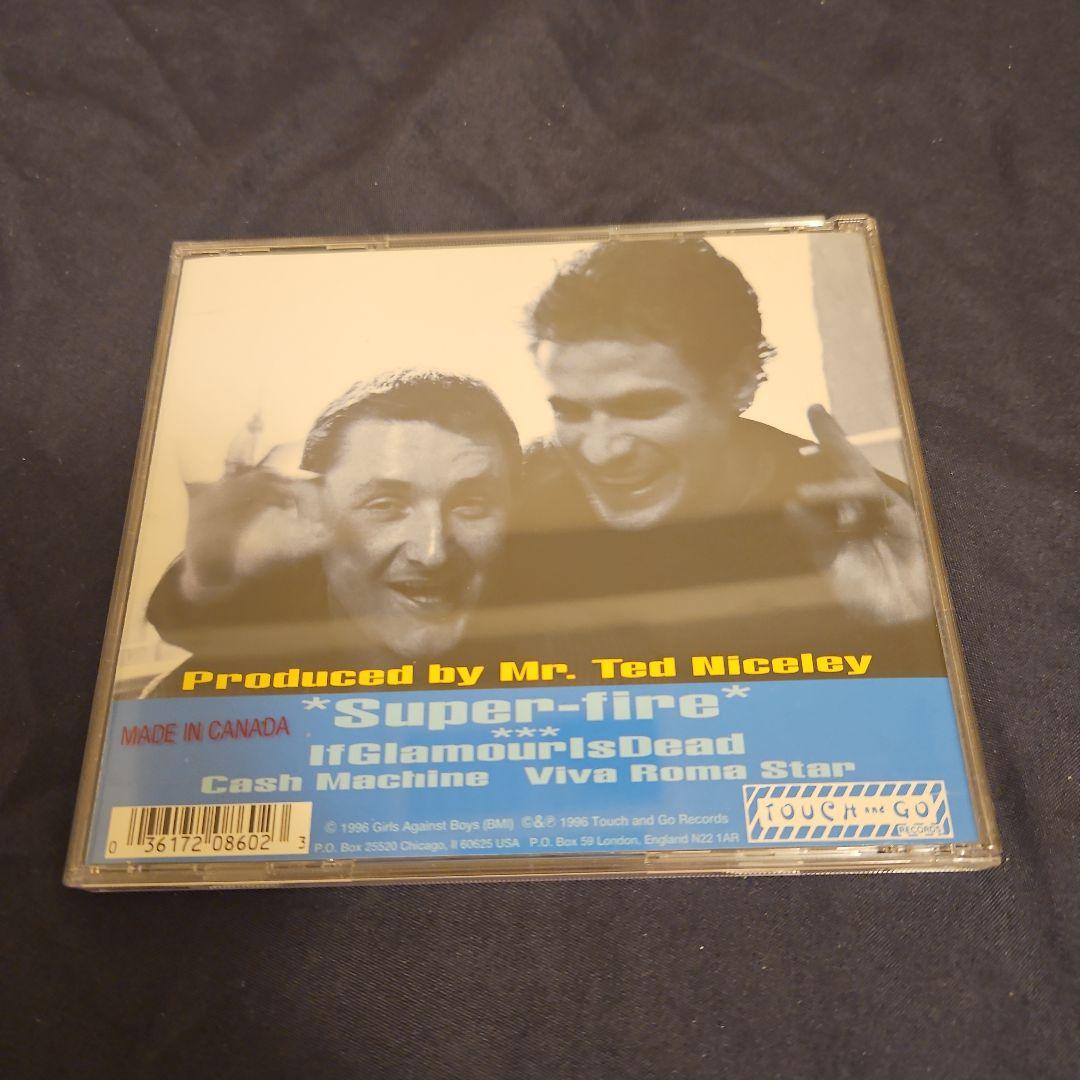 Produced by Mr. Ted Niceley
*Super-fire*
MADE IN CANADA
***
IfGlamourIsDead
Cash Machine Viva Roma Star
TOUCH and GO
RECORDS
© 1996 Girls Against Boys (BMI) ©&℗ 1996 Touch and Go Records
P.O. Box 25520 Chicago, Il 60625 USA P.O. Box 59 London, England N22 1AR
0 36172 08602 3